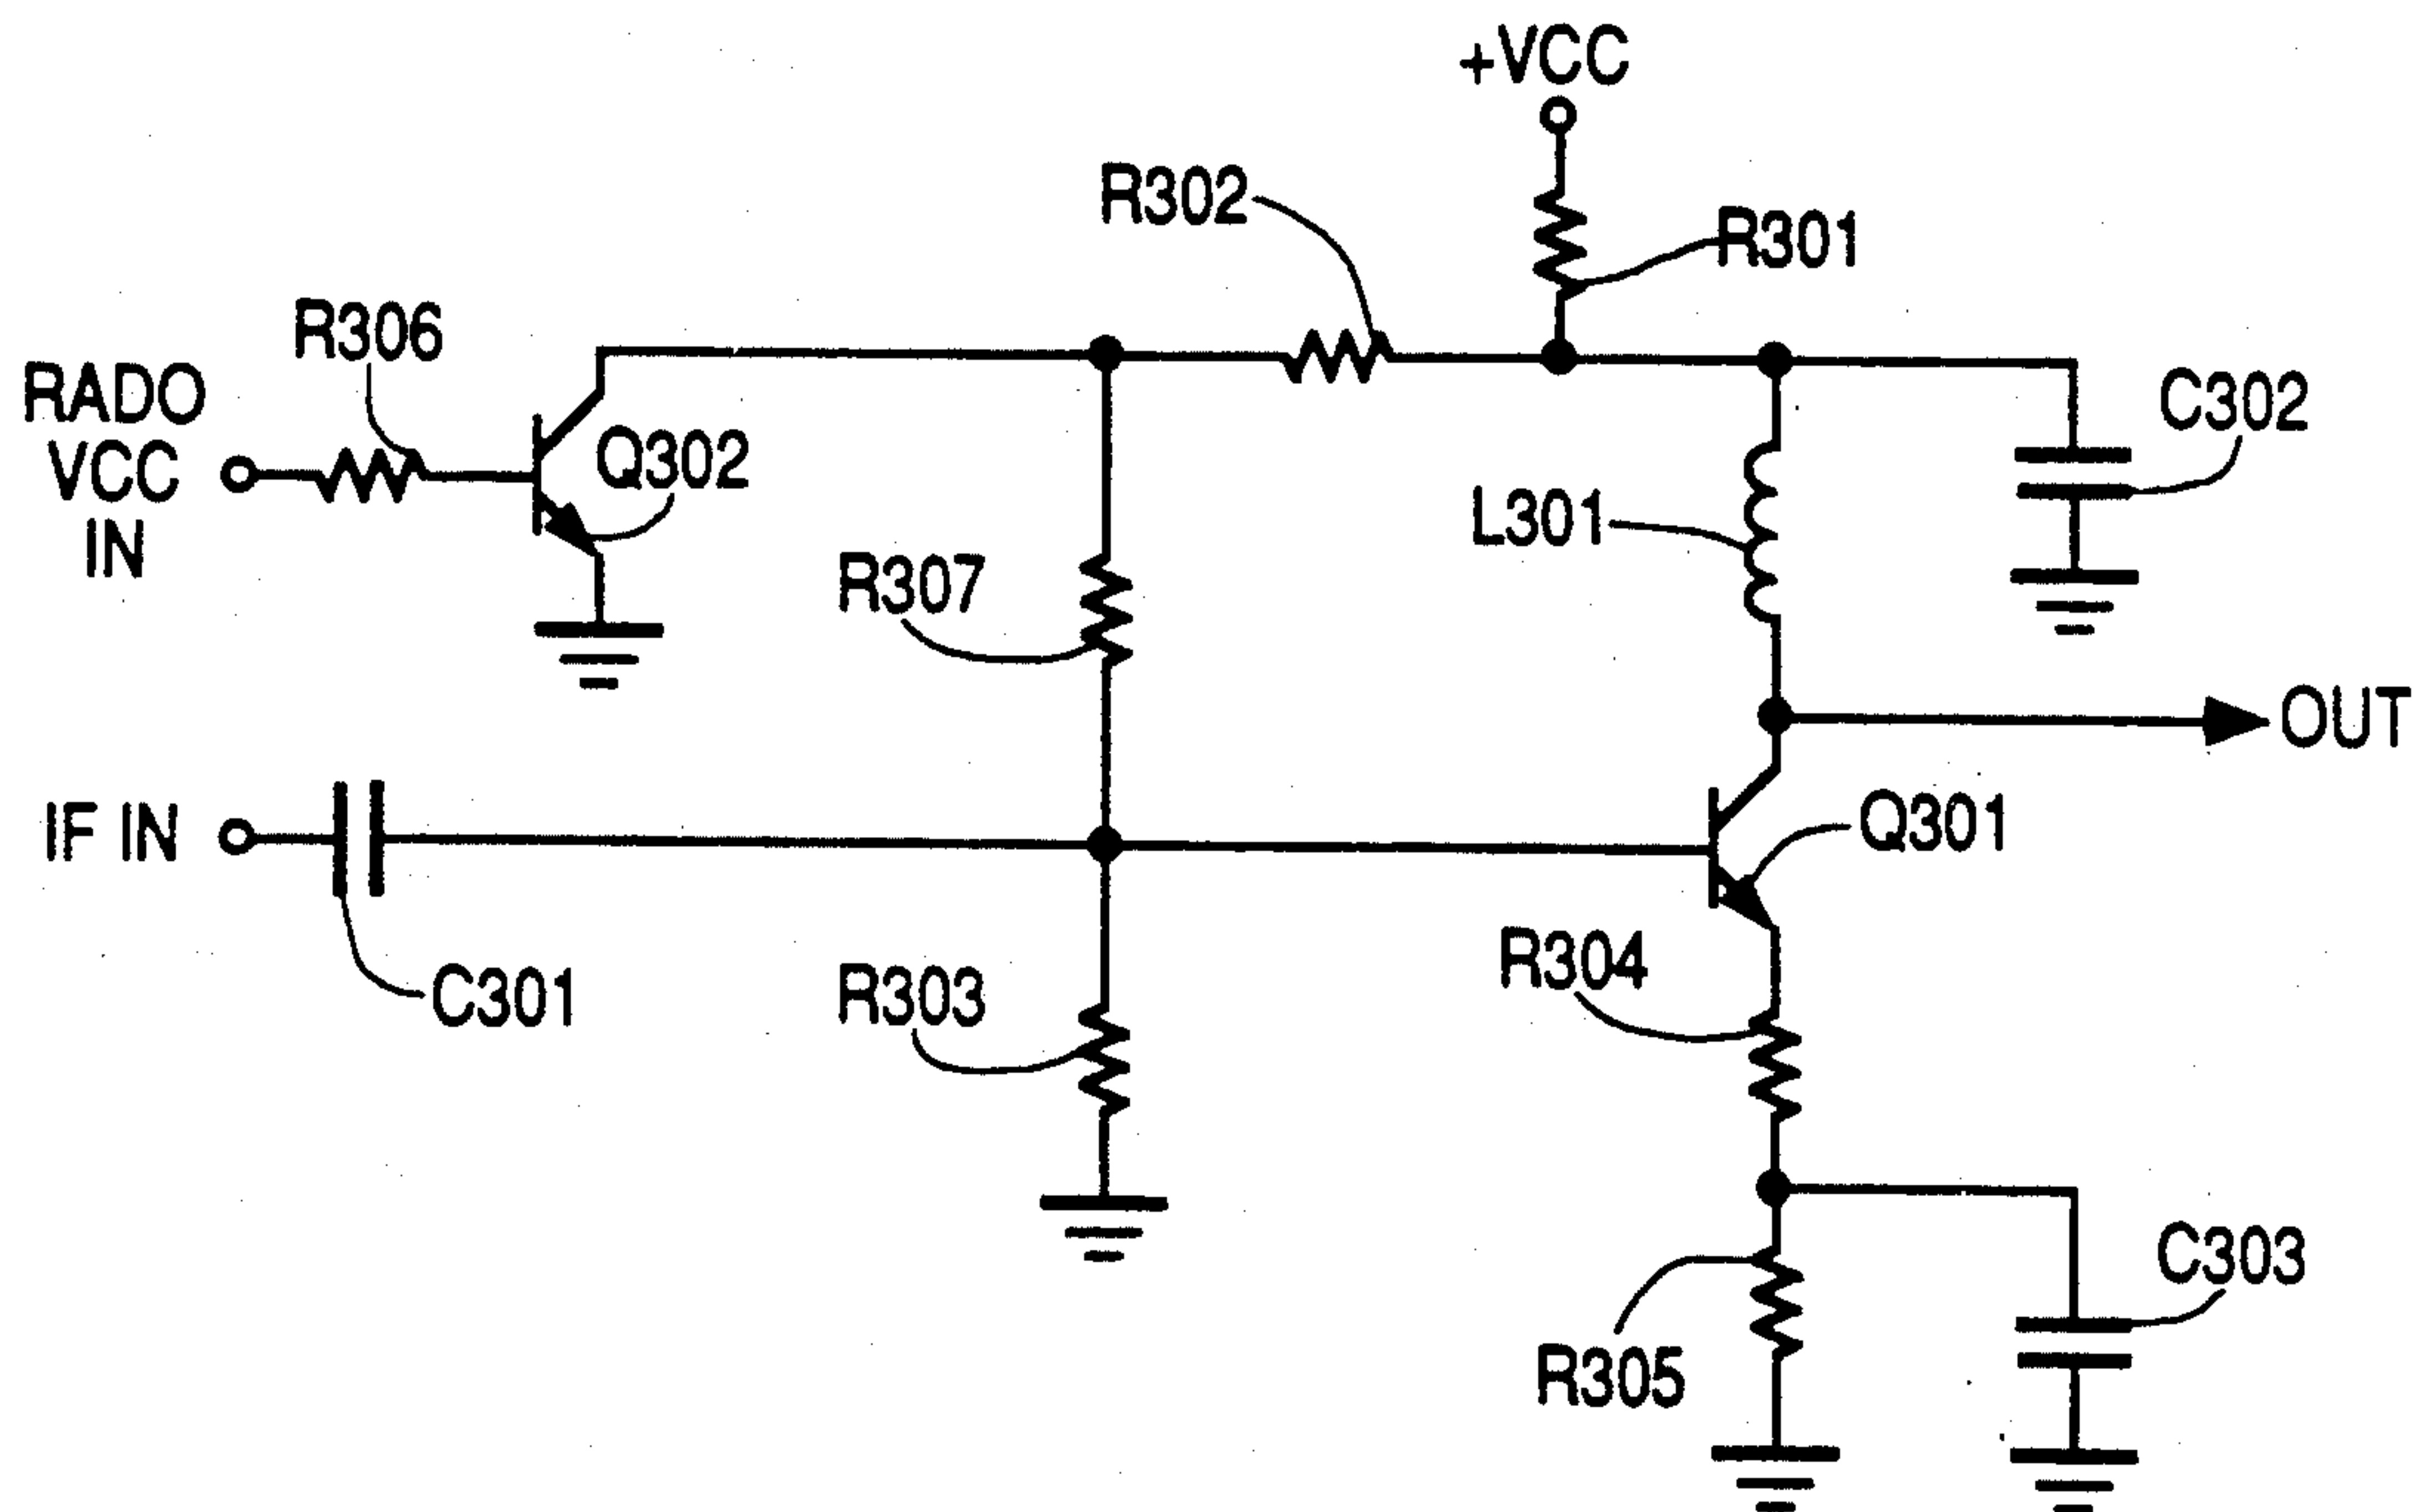 +VCC
R302
R301
R306
RADO
VCC
IN
Q302
C302
L301
R307
OUT
IF IN
Q301
R304
C301
R303
C303
R305